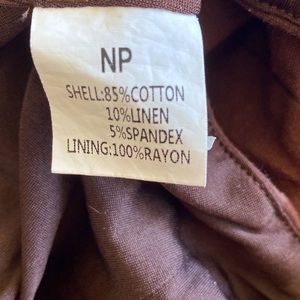 NP
SHELL:85%COTTON
10%LINEN
5%SPANDEX
LINING:100%RAYON